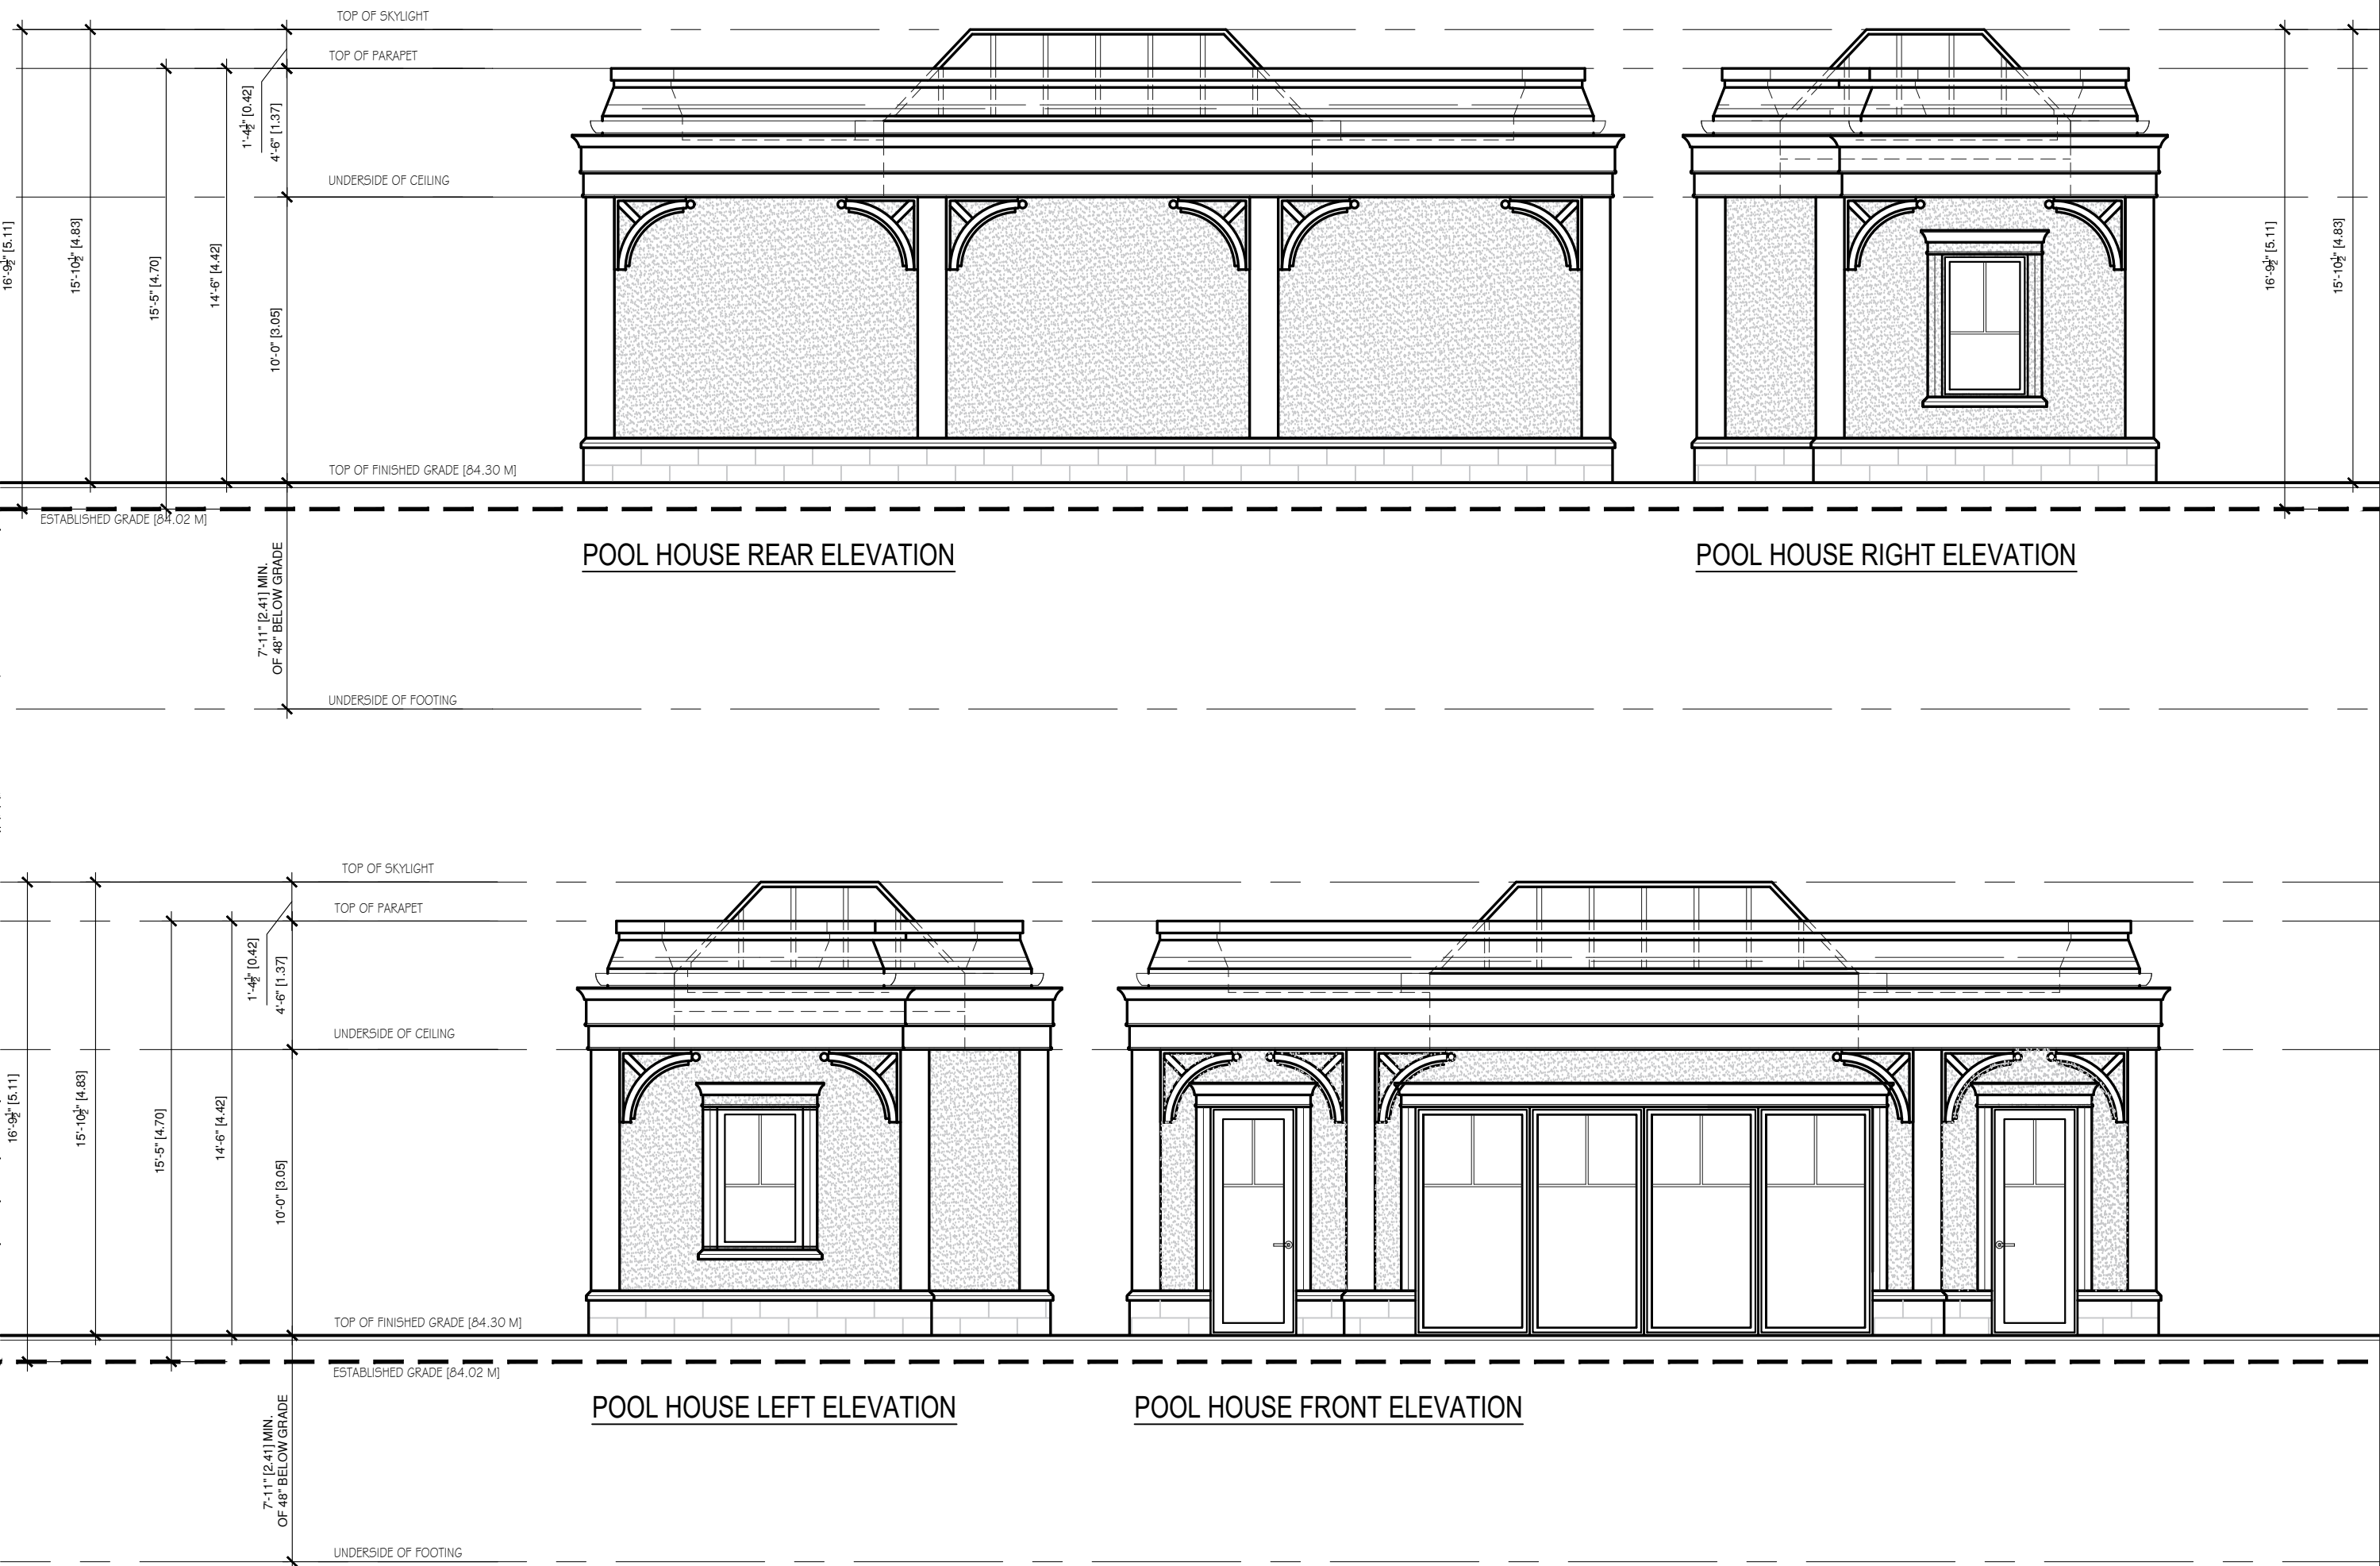 TOP OF SKYLIGHT
TOP OF PARAPET
1'-4½" [0.42]
4'-6" [1.37]
UNDERSIDE OF CEILING
16'-9½" [5.11]
15'-10½" [4.83]
15'-5" [4.70]
14'-6" [4.42]
10'-0" [3.05]
16'-9½" [5.11]
15'-10½" [4.83]
TOP OF FINISHED GRADE [84.30 M]
ESTABLISHED GRADE [84.02 M]
POOL HOUSE REAR ELEVATION
POOL HOUSE RIGHT ELEVATION
7'-11" [2.41] MIN.
OF 48" BELOW GRADE
UNDERSIDE OF FOOTING
TOP OF SKYLIGHT
TOP OF PARAPET
1'-4½" [0.42]
4'-6" [1.37]
UNDERSIDE OF CEILING
16'-9½" [5.11]
15'-10½" [4.83]
15'-5" [4.70]
14'-6" [4.42]
10'-0" [3.05]
TOP OF FINISHED GRADE [84.30 M]
ESTABLISHED GRADE [84.02 M]
POOL HOUSE LEFT ELEVATION
POOL HOUSE FRONT ELEVATION
7'-11" [2.41] MIN.
OF 48" BELOW GRADE
UNDERSIDE OF FOOTING